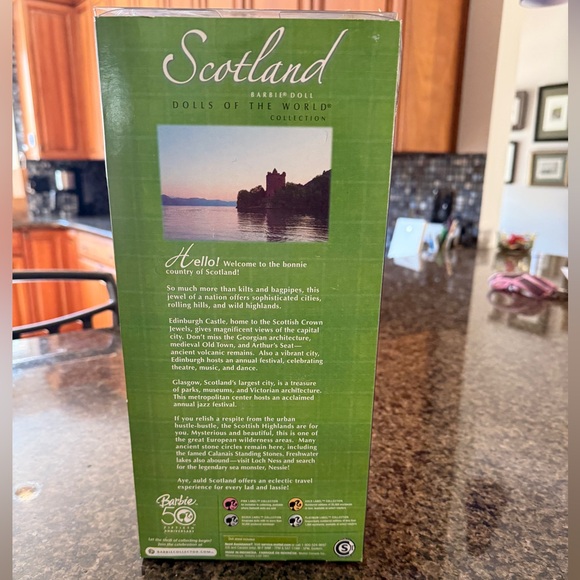 Scotland
BARBIE® DOLL
DOLLS OF THE WORLD®
COLLECTION
Hello! Welcome to the bonnie
country of Scotland!
So much more than kilts and bagpipes, this
jewel of a nation offers sophisticated cities,
rolling hills, and wild highlands.
Edinburgh Castle, home to the Scottish Crown
Jewels, gives magnificent views of the capital
city. Don't miss the Georgian architecture,
medieval Old Town, and Arthur's Seat—
ancient volcanic remains. Also a vibrant city,
Edinburgh hosts an annual festival, celebrating
theatre, music, and dance.
Glasgow, Scotland's largest city, is a treasure
of parks, museums, and Victorian architecture.
This metropolitan center hosts an acclaimed
annual jazz festival.
If you relish a respite from the urban
hustle-bustle, the Scottish Highlands are for
you. Mysterious and beautiful, this is one of
the great European wilderness areas. Many
ancient stone circles remain here, including
the famed Calanais Standing Stones. Freshwater
lakes also abound—visit Loch Ness and search
for the legendary sea monster, Nessie!
Aye, auld Scotland offers an eclectic travel
experience for every lad and lassie!
Barbie
50
FIFTIETH
ANNIVERSARY
BARBIECOLLECTOR.COM
S